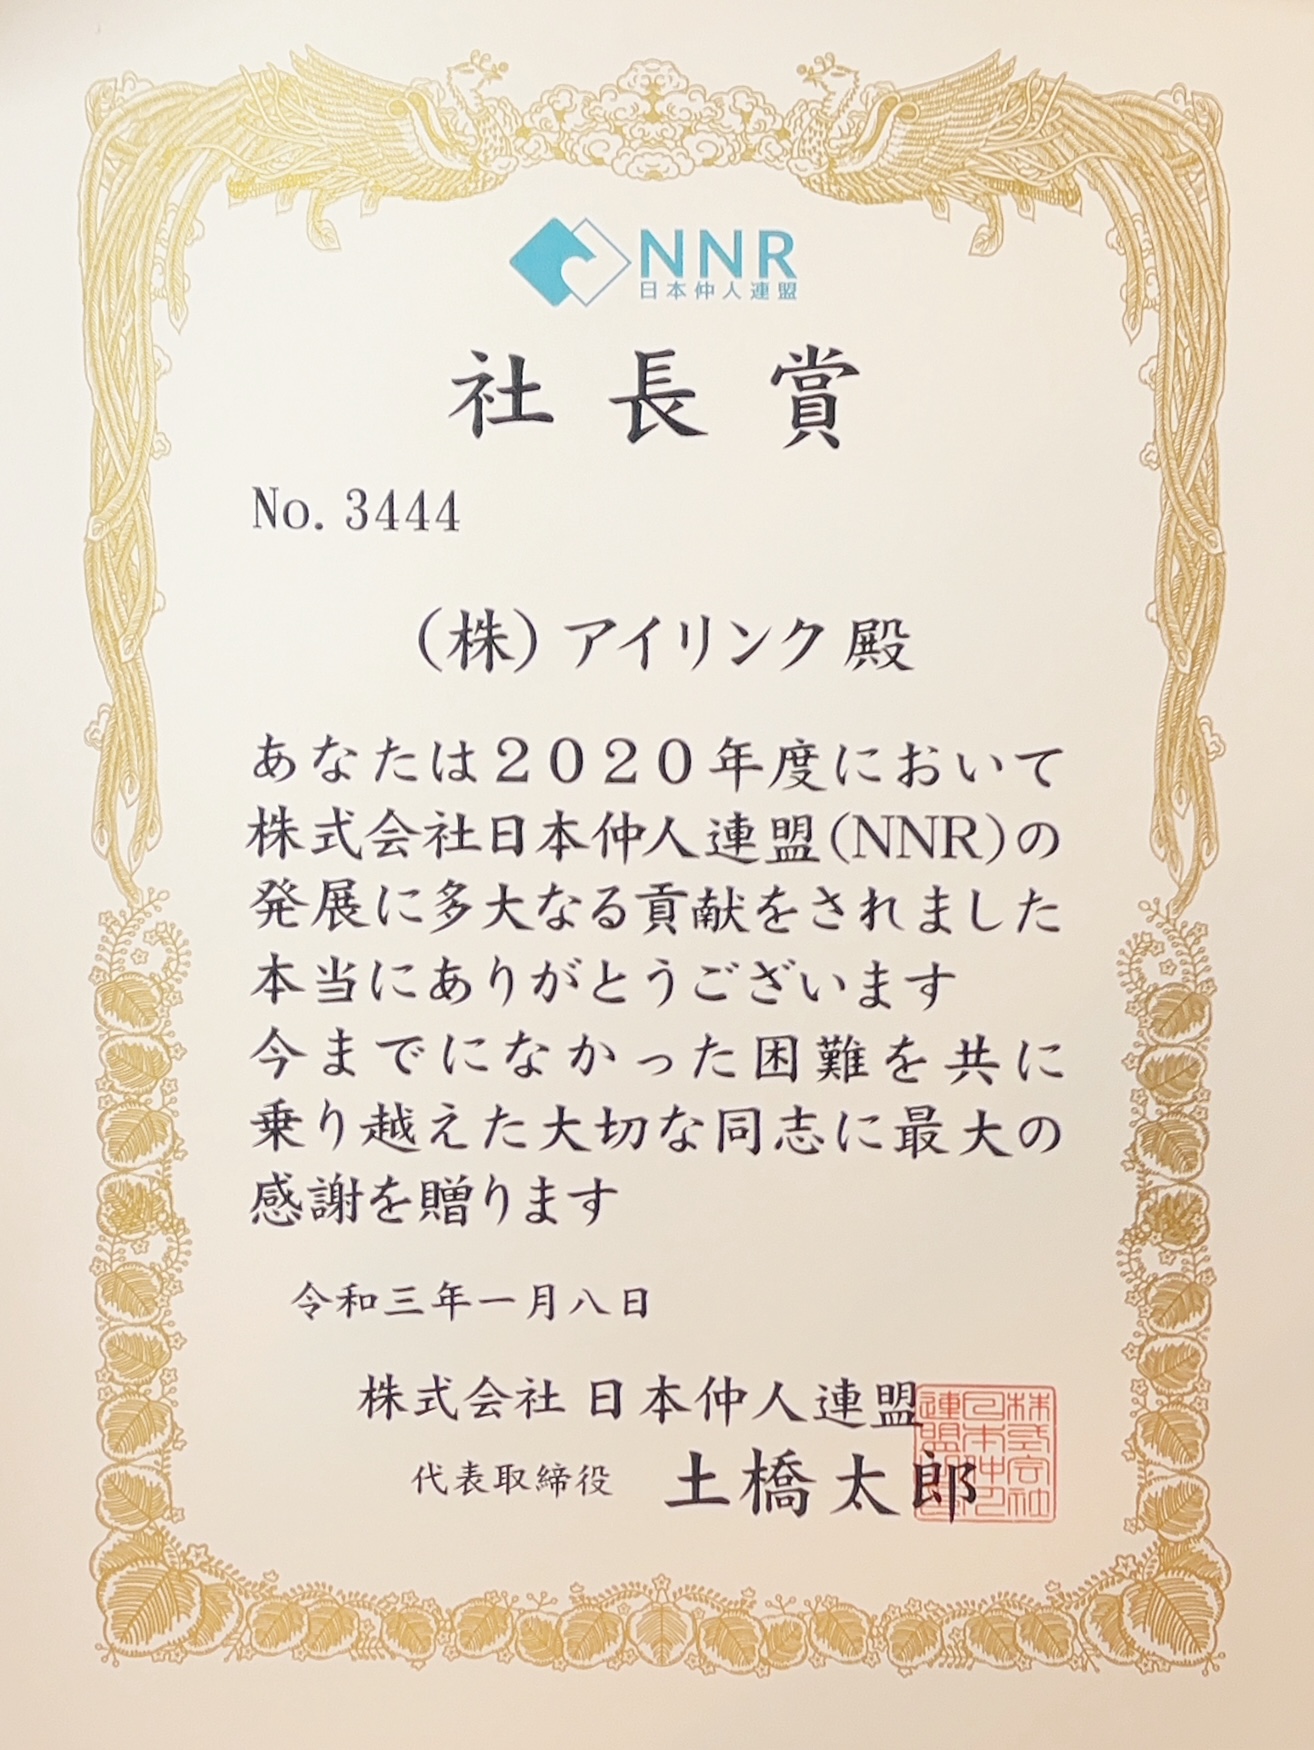 NNR
日本仲人連盟
社長賞
No. 3444
（株）アイリンク 殿
あなたは２０２０年度において
株式会社日本仲人連盟(NNR)の
発展に多大なる貢献をされました
本当にありがとうございます
今までになかった困難を共に
乗り越えた大切な同志に最大の
感謝を贈ります
令和三年一月八日
株式会社 日本仲人連盟
代表取締役 土橋太郎